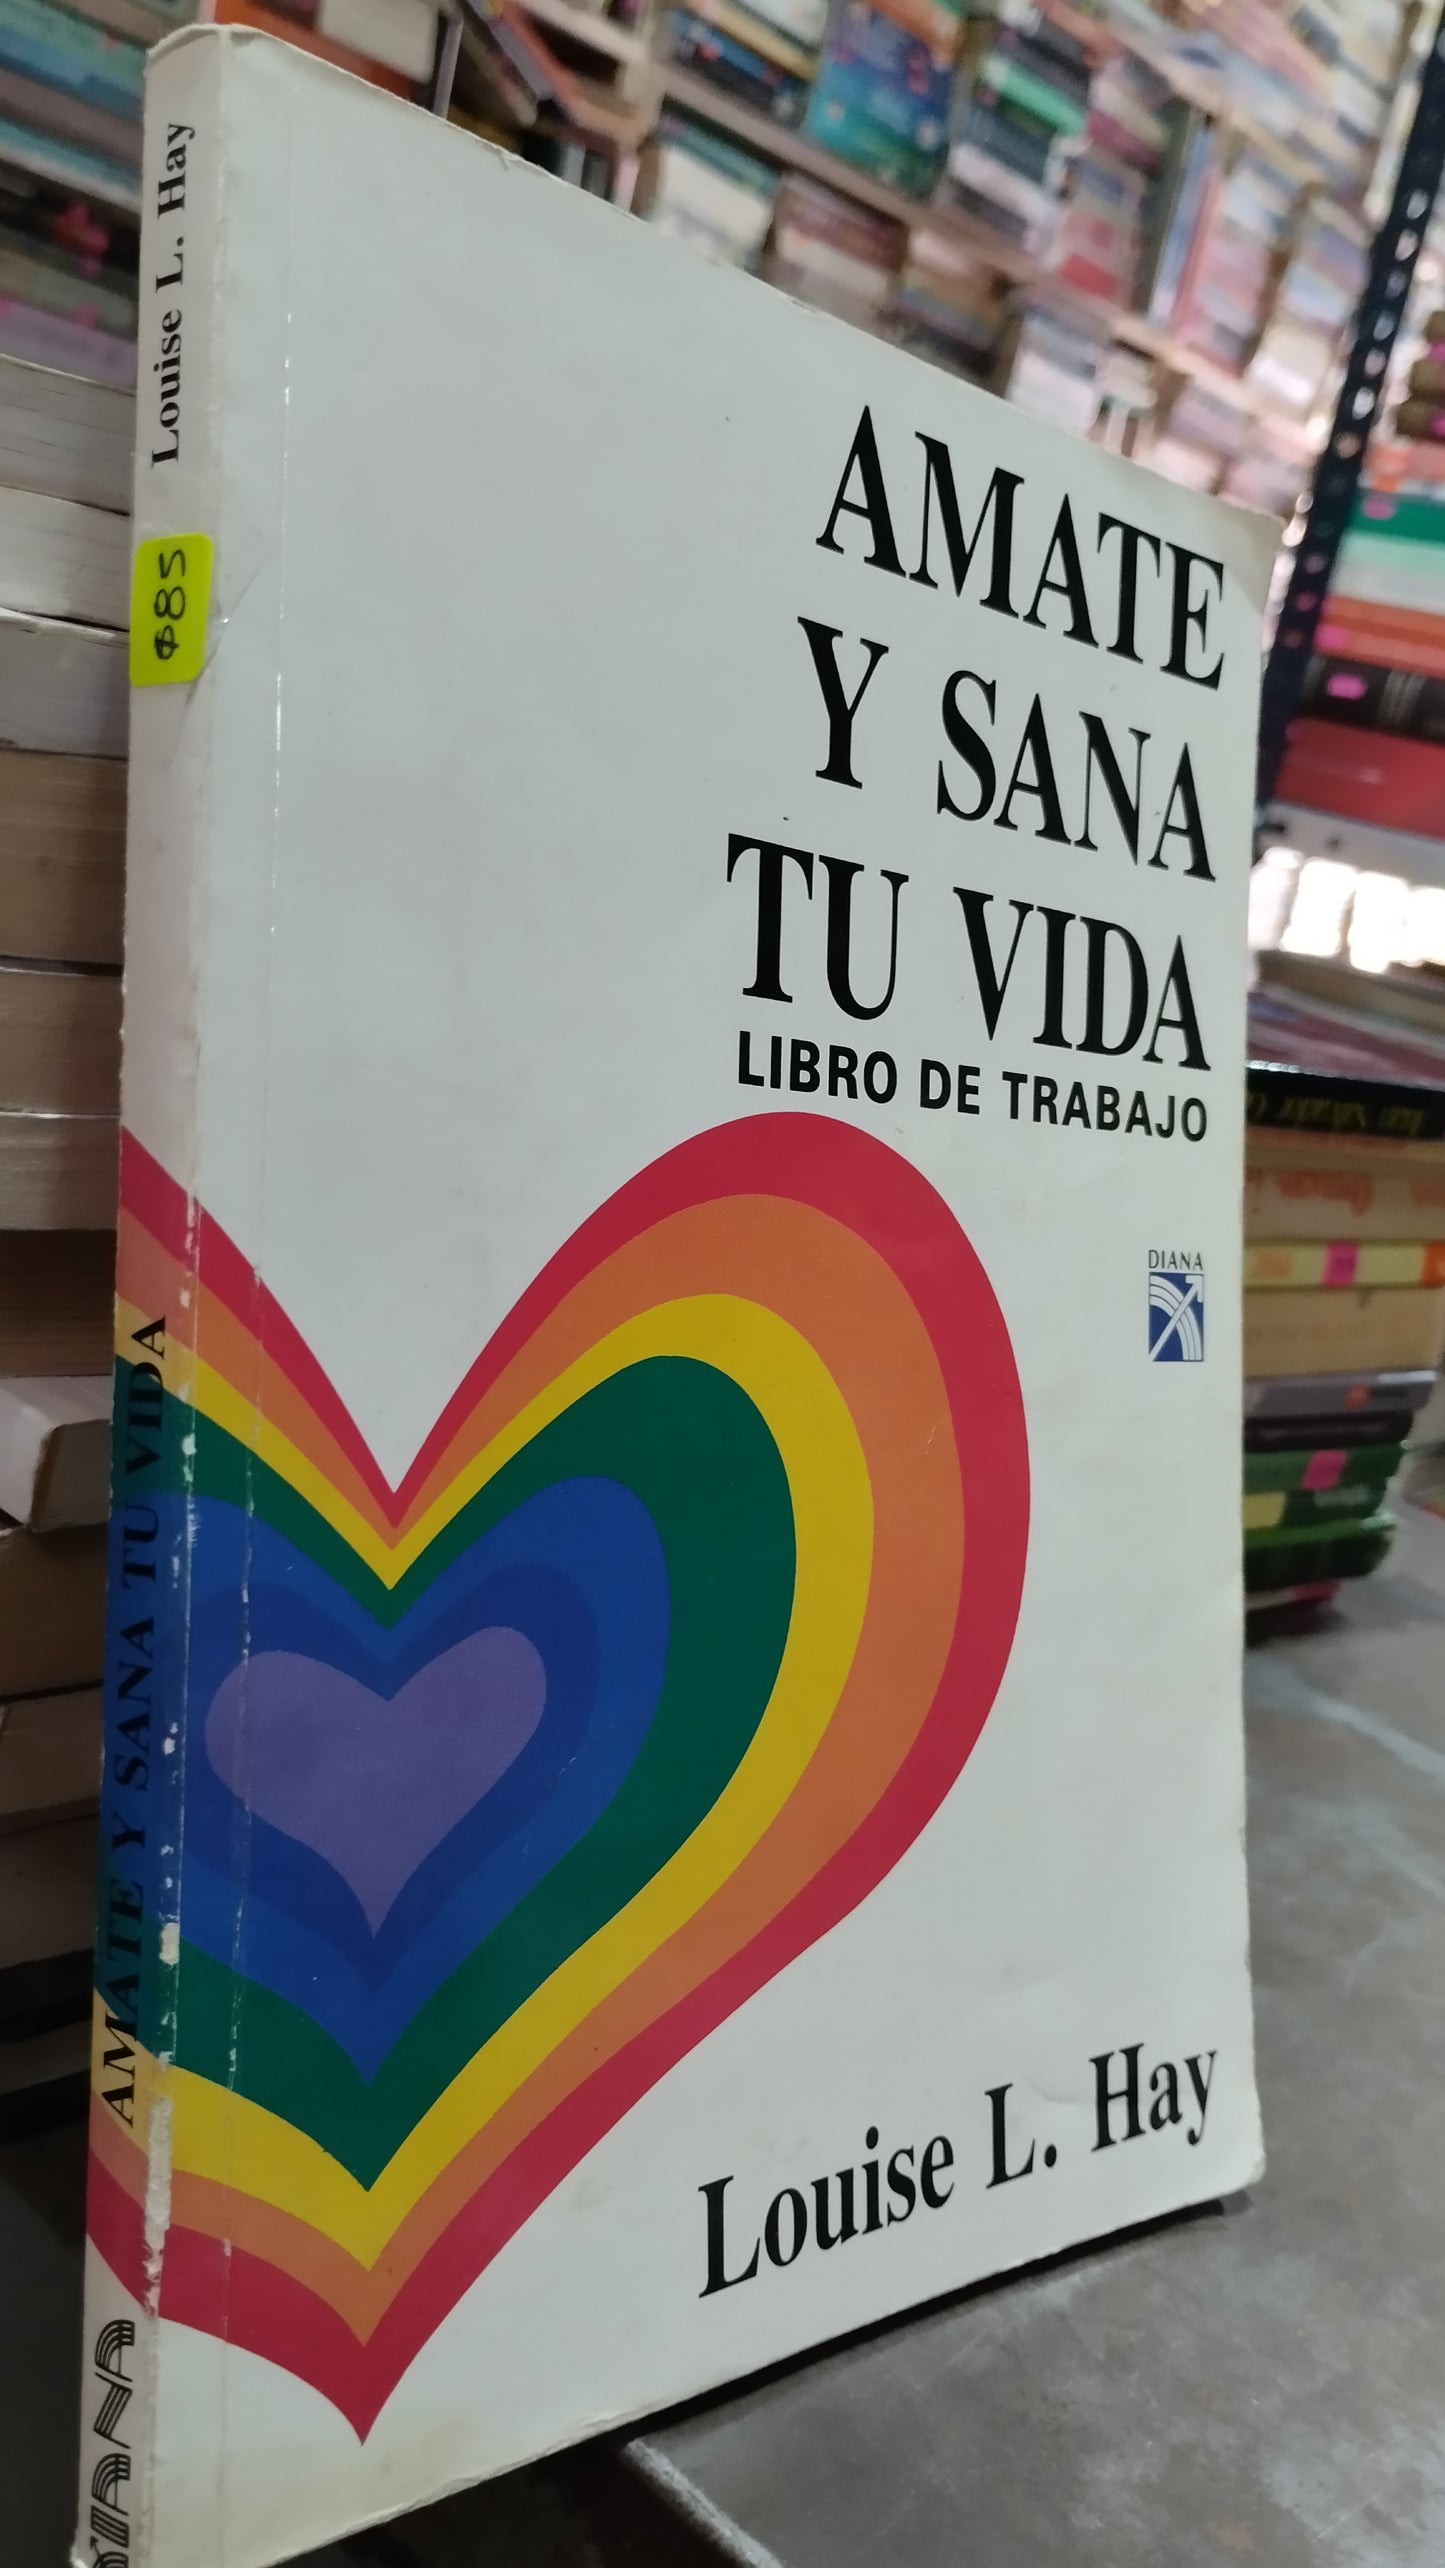 AMATE
Y SANA
TU VIDA
LIBRO DE TRABAJO
DIANA
Louise L. Hay
Louise L. Hay
$85
AMATE Y SANA TU VIDA
DIANA